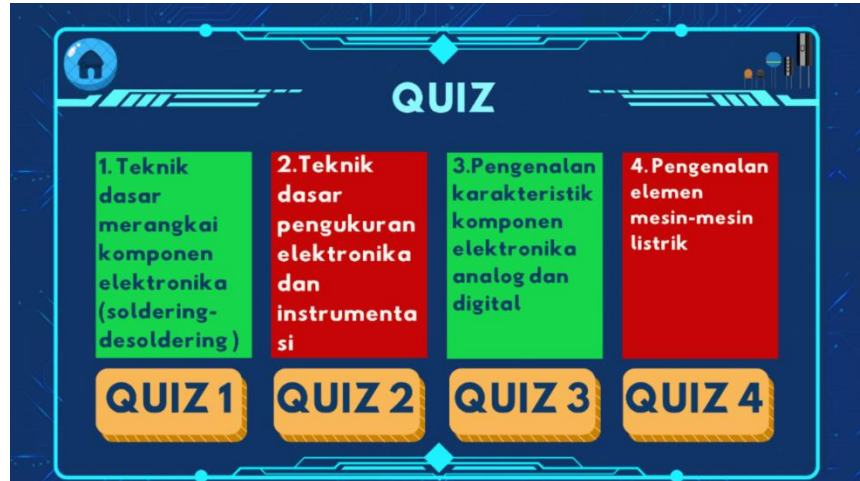 QUIZ
1. Teknik
dasar
merangkai
komponen
elektronika
(soldering-
desoldering )
2.Teknik
dasar
pengukuran
elektronika
dan
instrumenta
si
3.Pengenalan
karakteristik
komponen
elektronika
analog dan
digital
4. Pengenalan
elemen
mesin-mesin
listrik
QUIZ 1
QUIZ 2
QUIZ 3
QUIZ 4